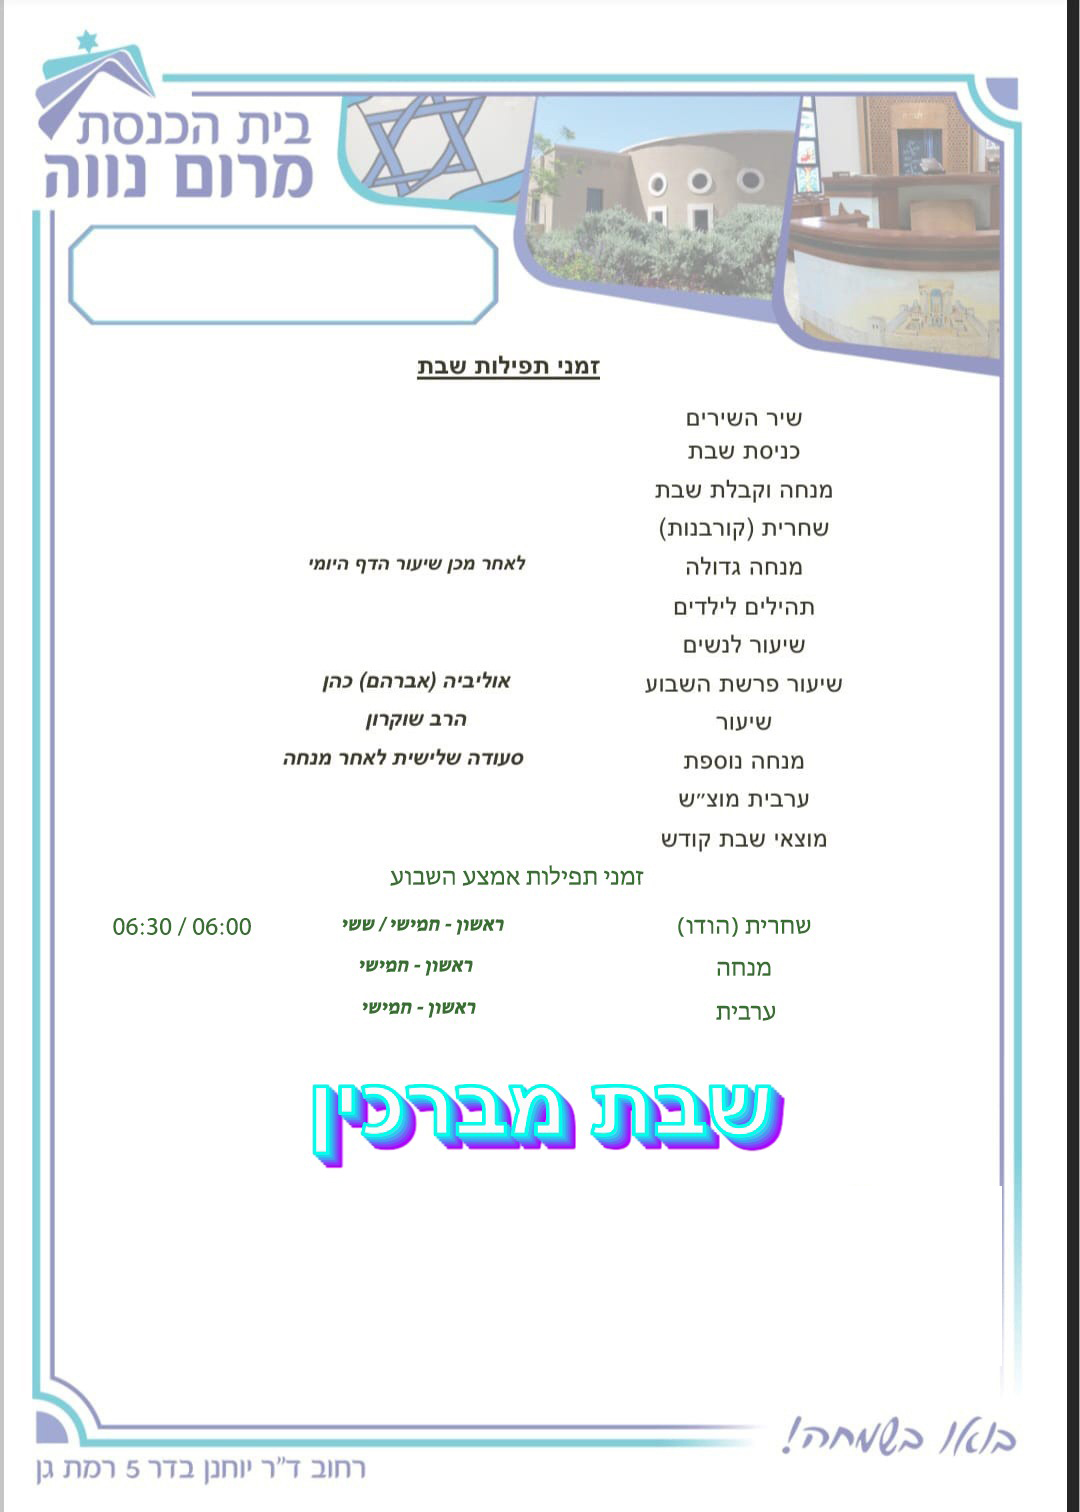 בית הכנסת
מרום נווה
זמני תפילות שבת
שיר השירים
כניסת שבת
מנחה וקבלת שבת
שחרית (קורבנות)
מנחה גדולה לאחר מכן שיעור הדף היומי
תהילים לילדים
שיעור לנשים
שיעור פרשת השבוע אוליביה (אברהם) כהן
שיעור הרב שוקרון
מנחה נוספת סעודה שלישית לאחר מנחה
ערבית מוצ״ש
מוצאי שבת קודש
זמני תפילות אמצע השבוע
שחרית (הודו) ראשון - חמישי / ששי 06:30 / 06:00
מנחה ראשון - חמישי
ערבית ראשון - חמישי
שבת מברכין
בואו בשמחה!
רחוב ד"ר יוחנן בדר 5 רמת גן